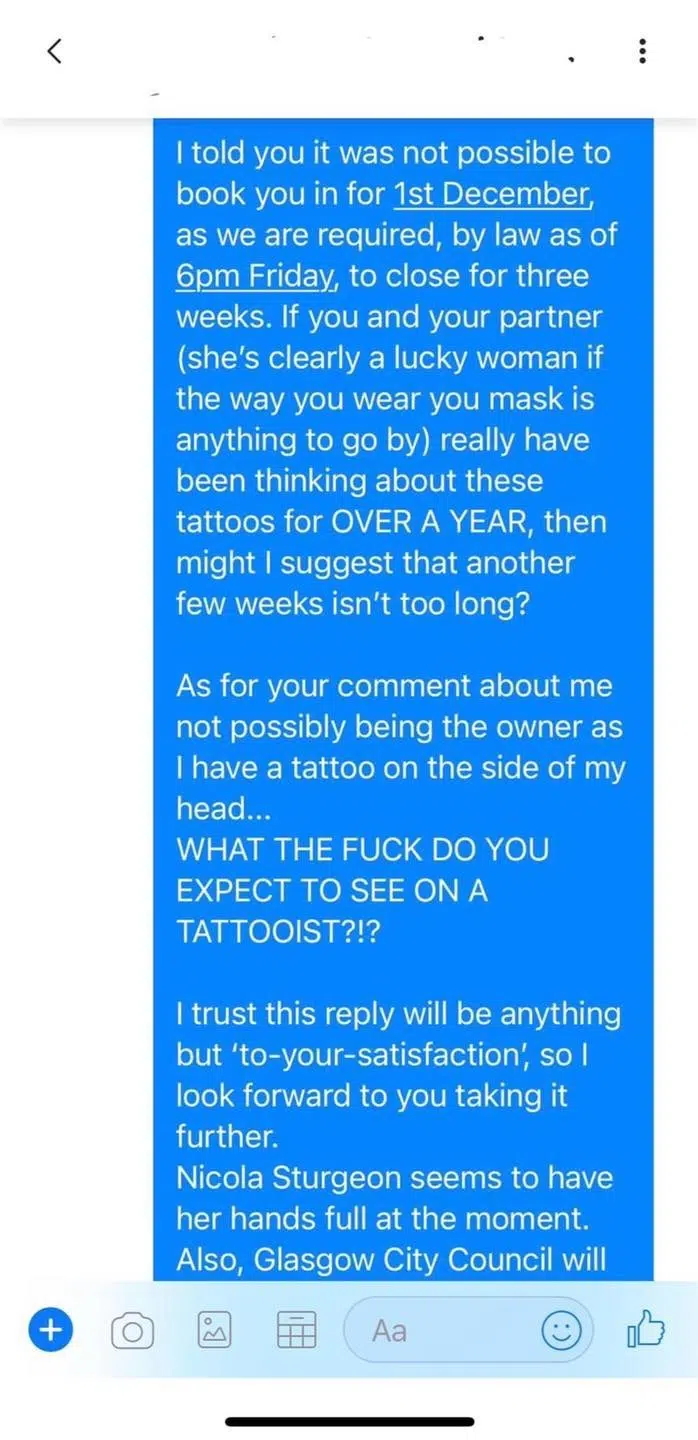 I told you it was not possible to
book you in for 1st December,
as we are required, by law as of
6pm Friday, to close for three
weeks. If you and your partner
(she's clearly a lucky woman if
the way you wear you mask is
anything to go by) really have
been thinking about these
tattoos for OVER A YEAR, then
might I suggest that another
few weeks isn't too long?
As for your comment about me
not possibly being the owner as
I have a tattoo on the side of my
head...
WHAT THE FUCK DO YOU
EXPECT TO SEE ON A
TATTOOIST?!?
I trust this reply will be anything
but ‘to-your-satisfaction’, so I
look forward to you taking it
further.
Nicola Sturgeon seems to have
her hands full at the moment.
Also, Glasgow City Council will
Aa